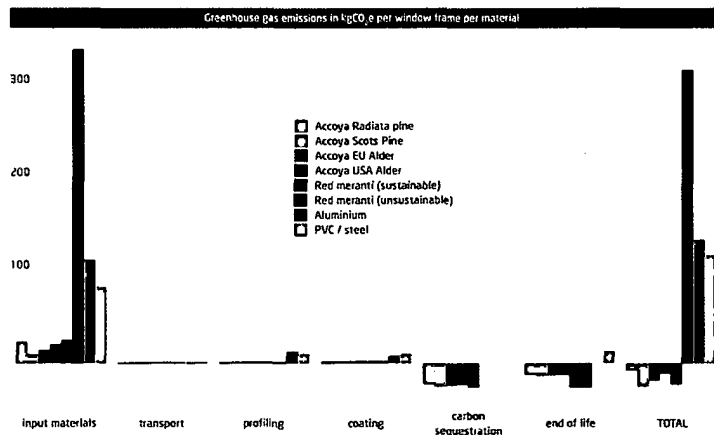 Greenhouse gas emissions in kgCO₂e per window frame per material
300
200
100
Accoya Radiata pine
Accoya Scots Pine
Accoya EU Alder
Accoya USA Alder
Red meranti (sustainable)
Red meranti (unsustainable)
Aluminium
PVC / steel
input materials
transport
profiling
coating
carbon
sequestration
end of life
TOTAL